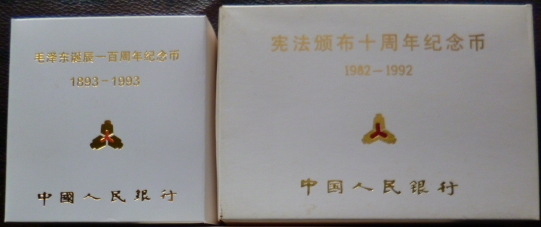 毛泽东诞辰一百周年纪念币
1893-1993
中國人民银行
宪法颁布十周年纪念币
1982-1992
中国人民银行